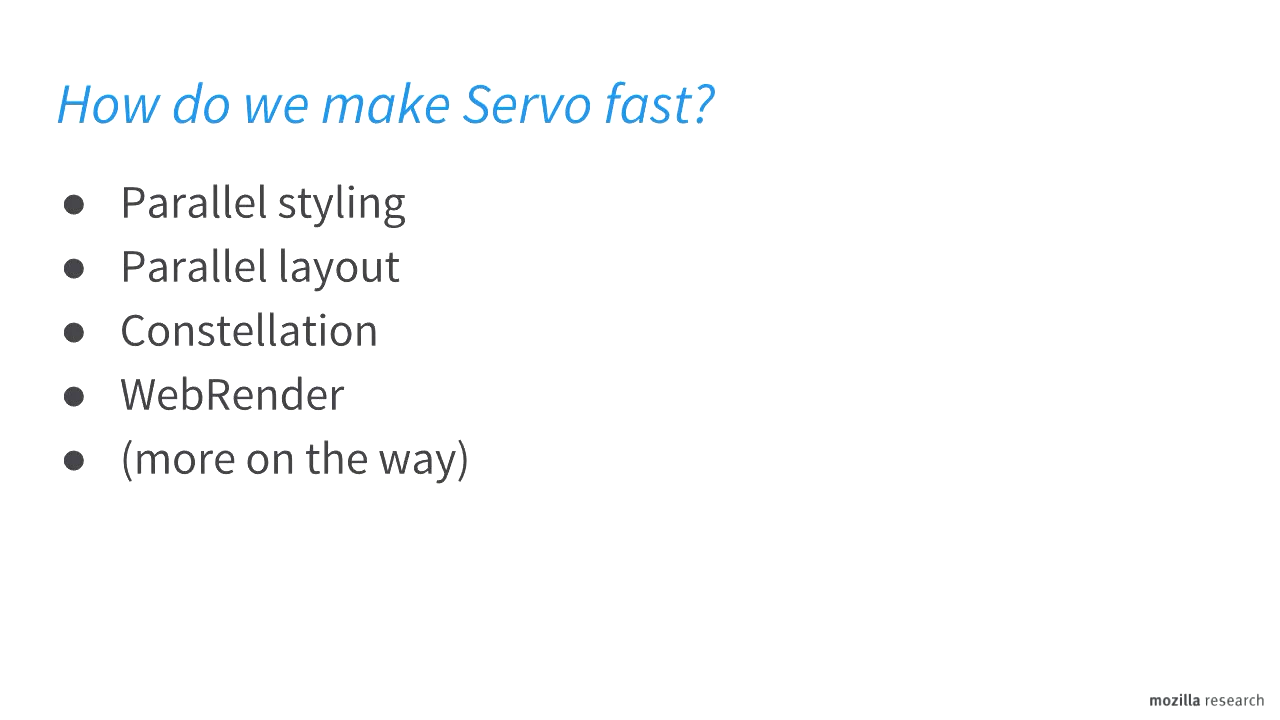 How do we make Servo fast?
● Parallel styling
● Parallel layout
● Constellation
● WebRender
● (more on the way)
mozilla research